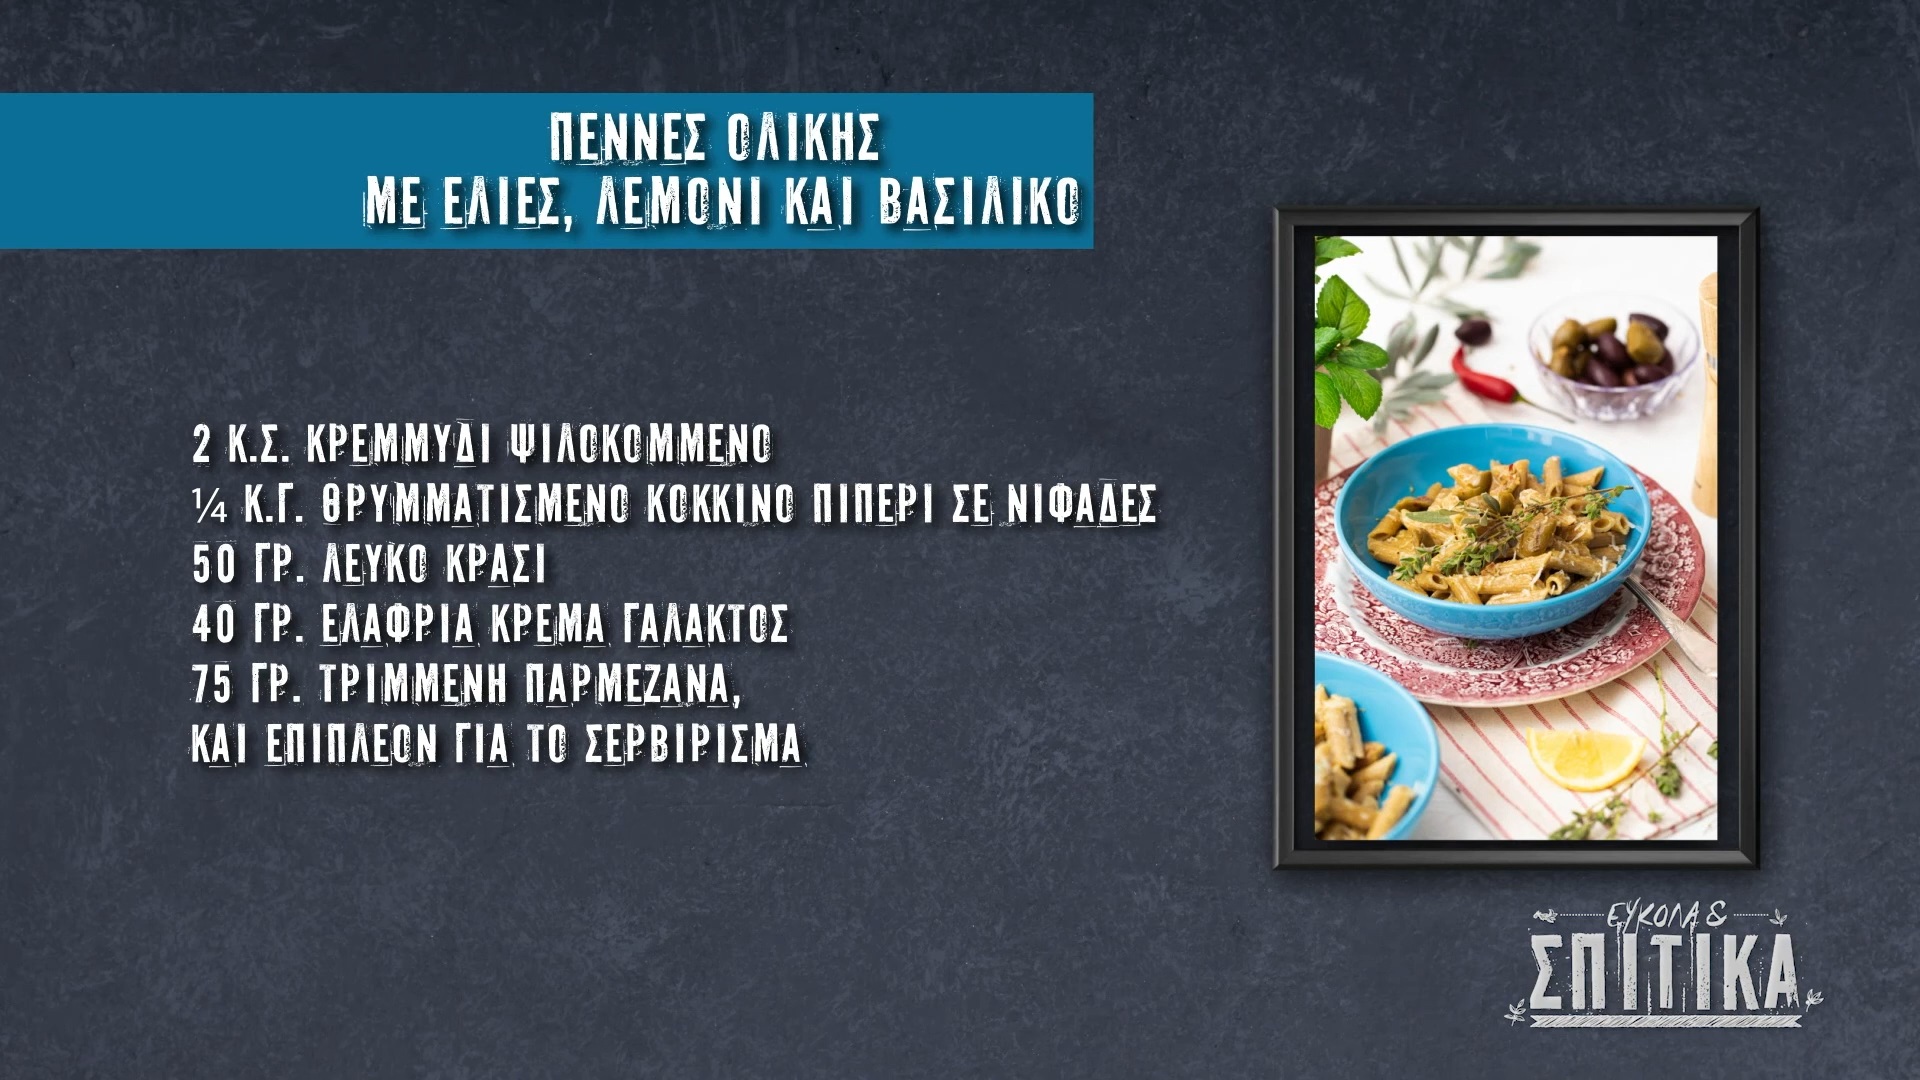 ΠΕΝΝΕΣ ΟΛΙΚΗΣ
ΜΕ ΕΛΙΕΣ, ΛΕΜΟΝΙ ΚΑΙ ΒΑΣΙΛΙΚΟ
2 Κ.Σ. ΚΡΕΜΜΥΔΙ ΨΙΛΟΚΟΜΜΕΝΟ
¼ Κ.Γ. ΘΡΥΜΜΑΤΙΣΜΕΝΟ ΚΟΚΚΙΝΟ ΠΙΠΕΡΙ ΣΕ ΝΙΦΑΔΕΣ
50 ΓΡ. ΛΕΥΚΟ ΚΡΑΣΙ
40 ΓΡ. ΕΛΑΦΡΙΑ ΚΡΕΜΑ ΓΑΛΑΚΤΟΣ
75 ΓΡ. ΤΡΙΜΜΕΝΗ ΠΑΡΜΕΖΑΝΑ,
ΚΑΙ ΕΠΙΠΛΕΟΝ ΓΙΑ ΤΟ ΣΕΡΒΙΡΙΣΜΑ
ΕΥΚΟΛΑ &
ΣΠΙΤΙΚΑ